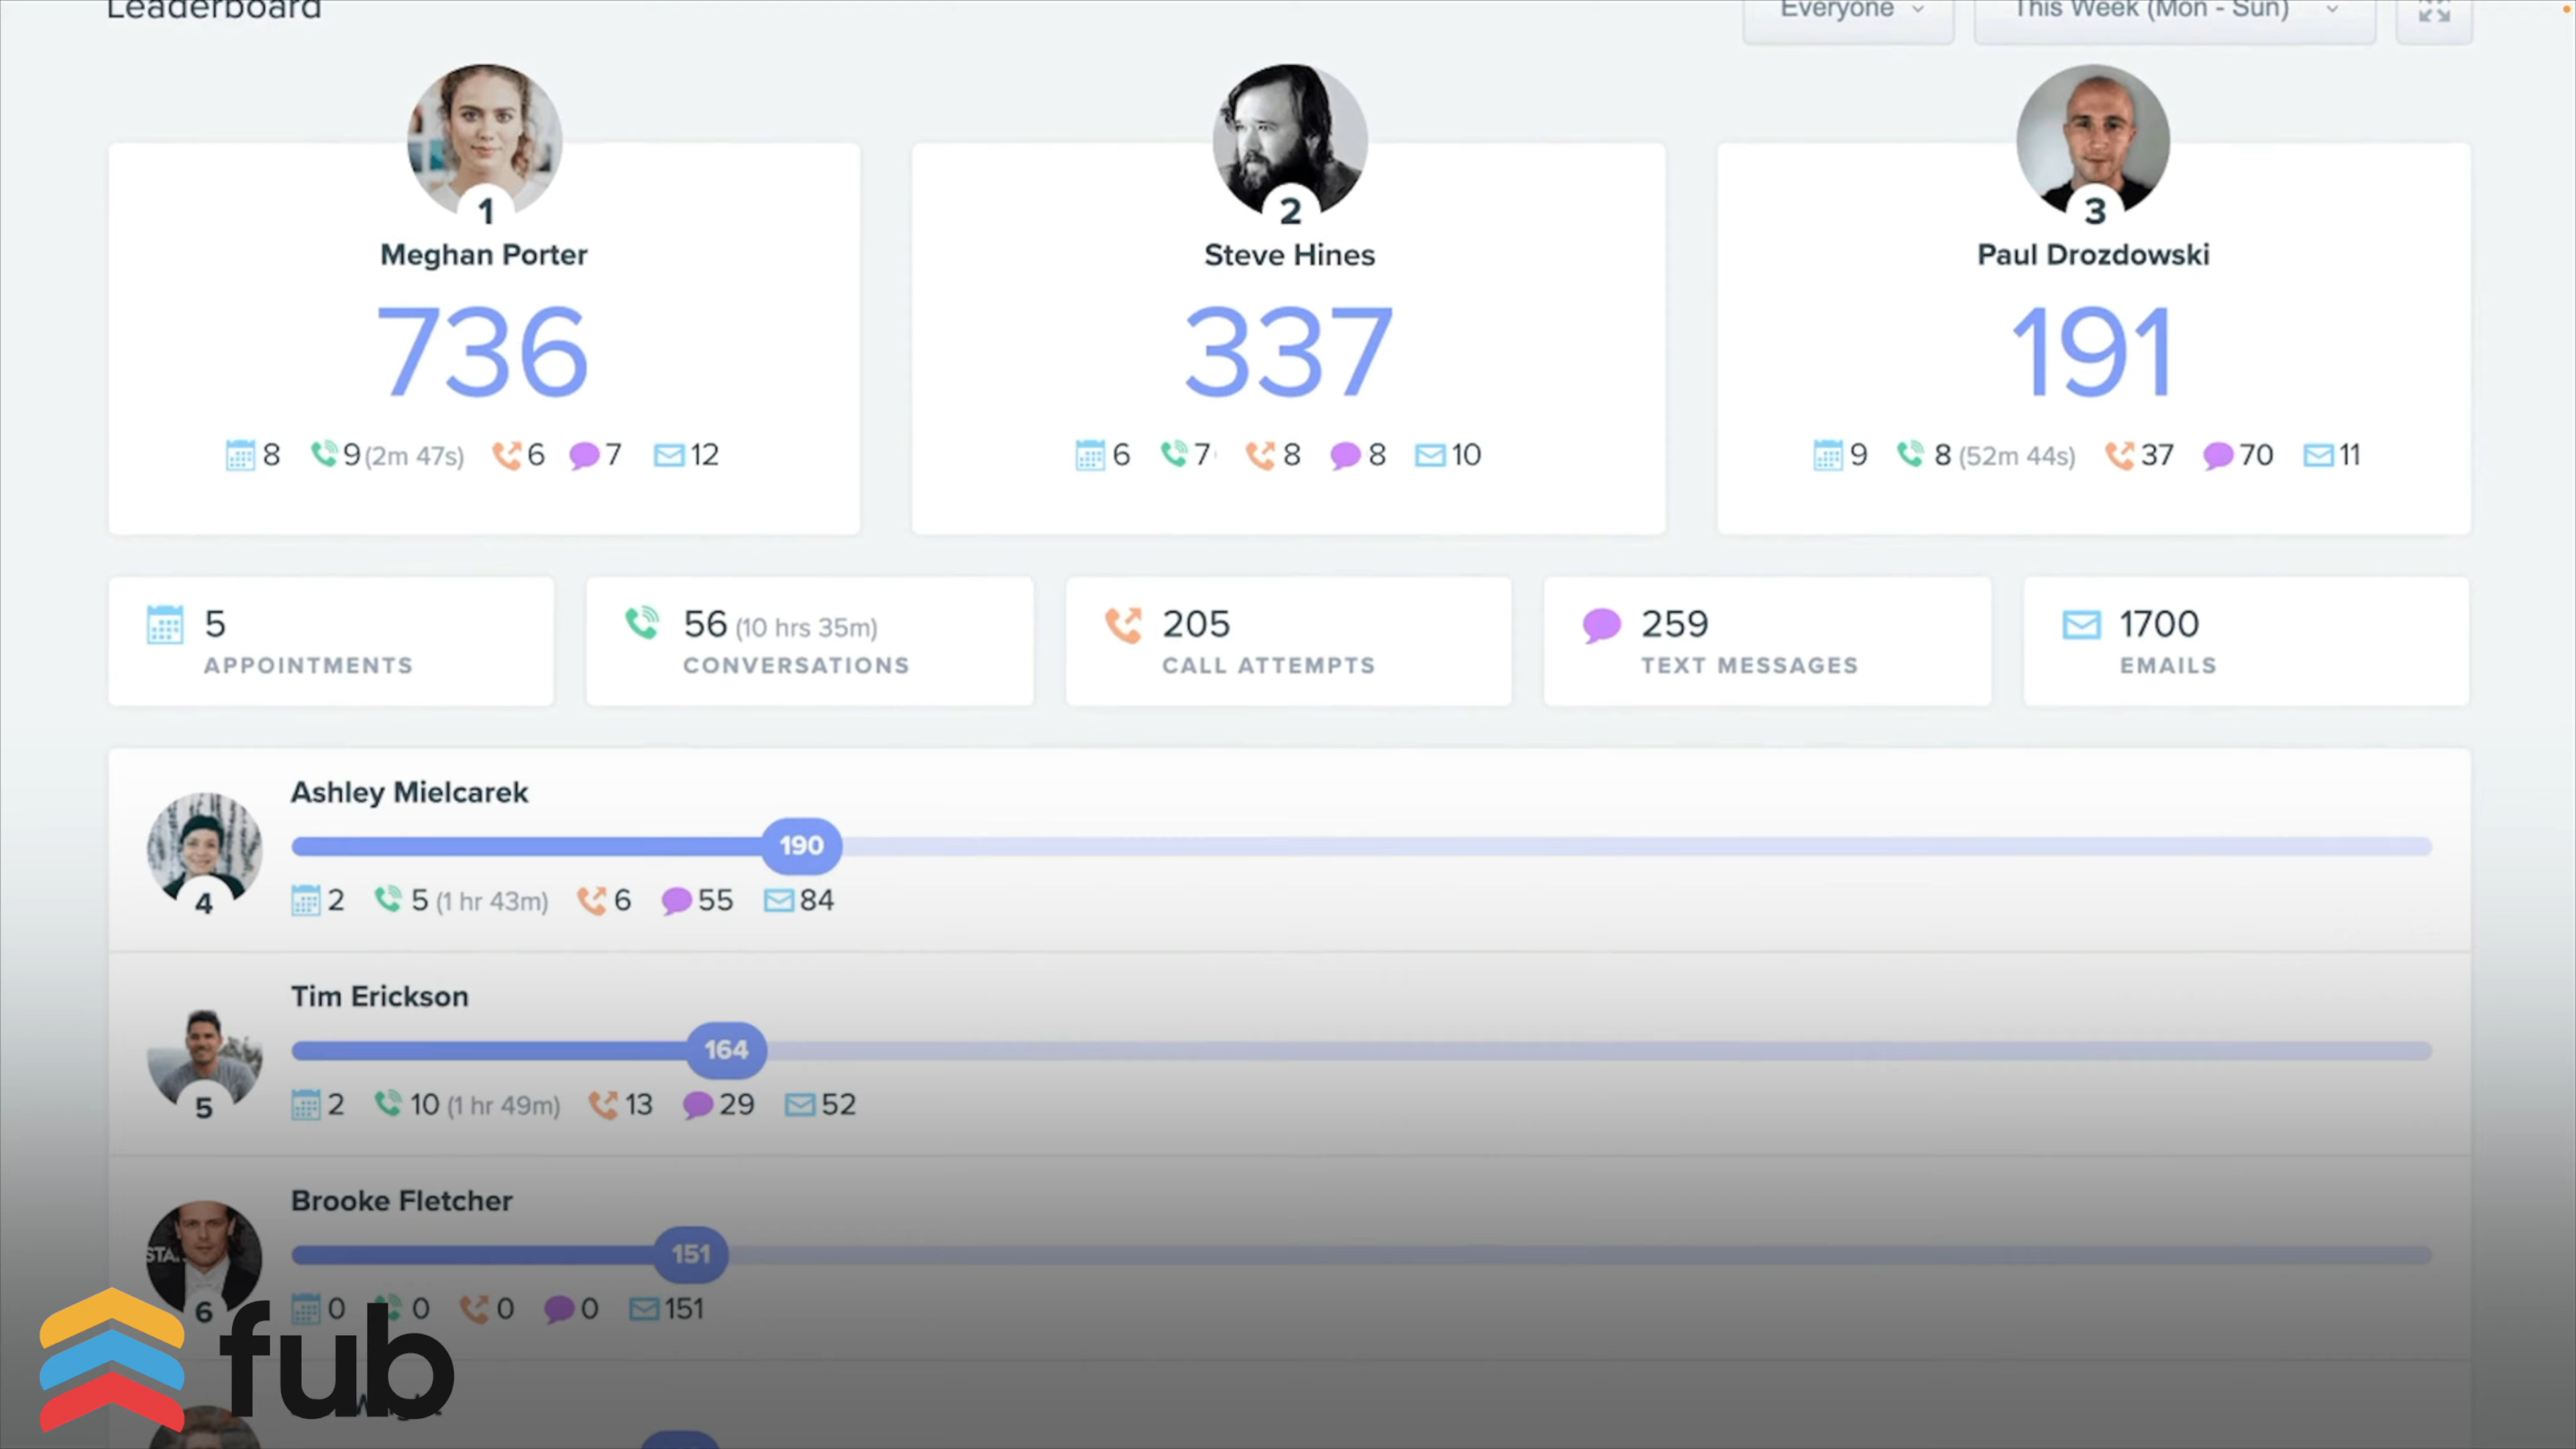 Leaderboard
Everyone
This Week (Mon - Sun)
1
Meghan Porter
736
8 9 (2m 47s) 6 7 12
2
Steve Hines
337
6 7 8 8 10
3
Paul Drozdowski
191
9 8 (52m 44s) 37 70 11
5
APPOINTMENTS
56 (10 hrs 35m)
CONVERSATIONS
205
CALL ATTEMPTS
259
TEXT MESSAGES
1700
EMAILS
Ashley Mielcarek
190
4
2 5 (1 hr 43m) 6 55 84
Tim Erickson
164
5
2 10 (1 hr 49m) 13 29 52
Brooke Fletcher
151
STA
6
0 0 0 0 151
fub